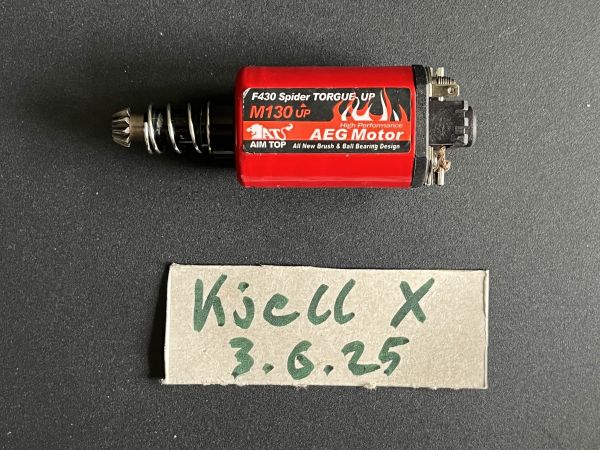 F430 Spider TORGUE UP
M130 UP
High Performance
AEG Motor
AT
AIM TOP
All New Brush & Ball Bearing Design
Kjell X
3.6.25